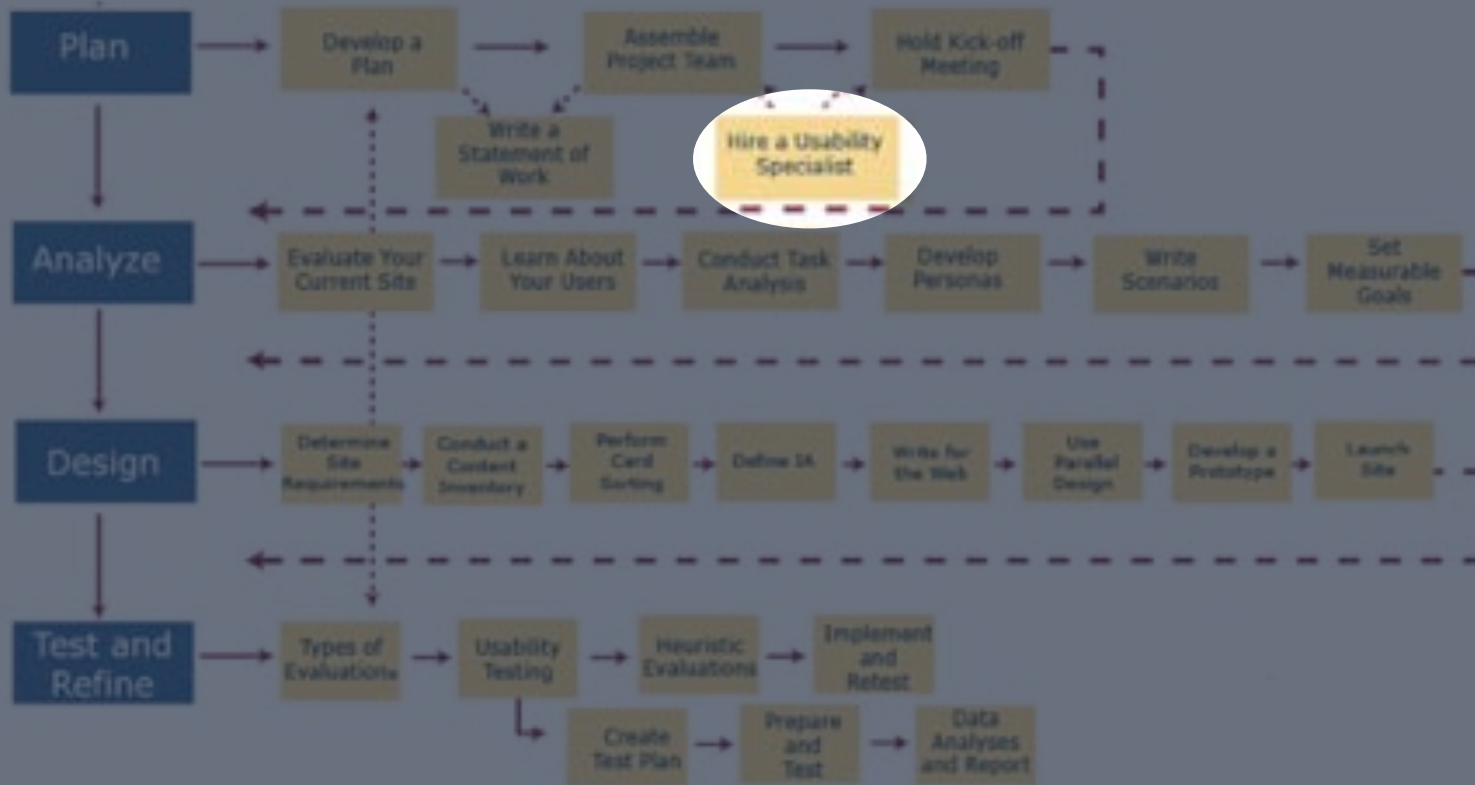 Plan
Develop a
Plan
Assemble
Project Team
Hold Kick-off
Meeting
Write a
Statement of
Work
Hire a Usability
Specialist
Analyze
Evaluate Your
Current Site
Learn About
Your Users
Conduct Task
Analysis
Develop
Personas
Write
Scenarios
Set
Measurable
Goals
Design
Determine
Site
Requirements
Conduct a
Content
Inventory
Perform
Card
Sorting
Define IA
Write for
the Web
Use
Parallel
Design
Develop a
Prototype
Launch
Site
Test and
Refine
Types of
Evaluations
Usability
Testing
Heuristic
Evaluations
Implement
and
Retest
Create
Test Plan
Prepare
and
Test
Data
Analyses
and Report